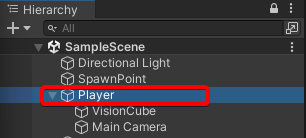 Hierarchy
All
SampleScene
Directional Light
SpawnPoint
Player
VisionCube
Main Camera